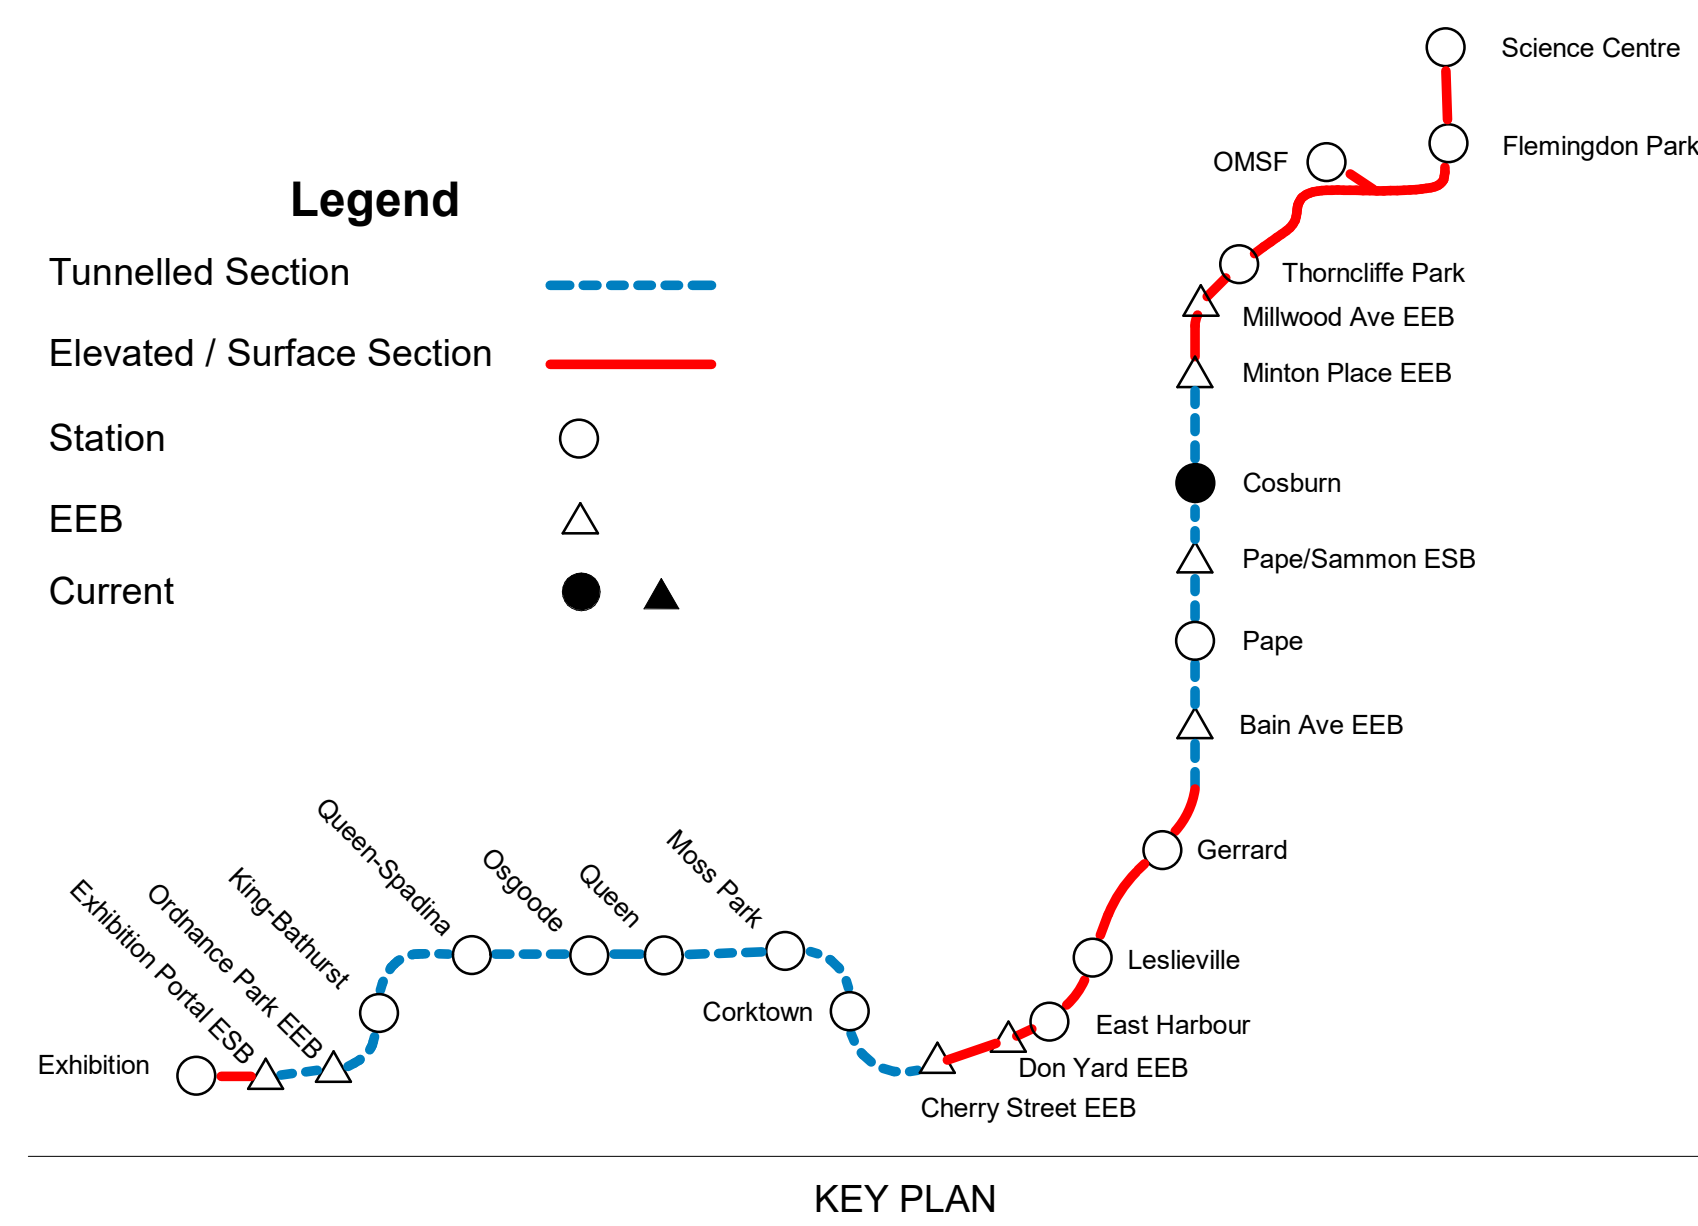 Science Centre
Flemingdon Park
OMSF
Legend
Tunnelled Section
Thorncliffe Park
Millwood Ave EEB
Elevated / Surface Section
Minton Place EEB
Station
Cosburn
EEB
Pape/Sammon ESB
Current
Pape
Bain Ave EEB
Gerrard
Queen-Spadina
Osgoode
Queen
Moss Park
King-Bathurst
Ordnance Park EEB
Exhibition Portal ESB
Leslieville
Corktown
East Harbour
Exhibition
Don Yard EEB
Cherry Street EEB
KEY PLAN